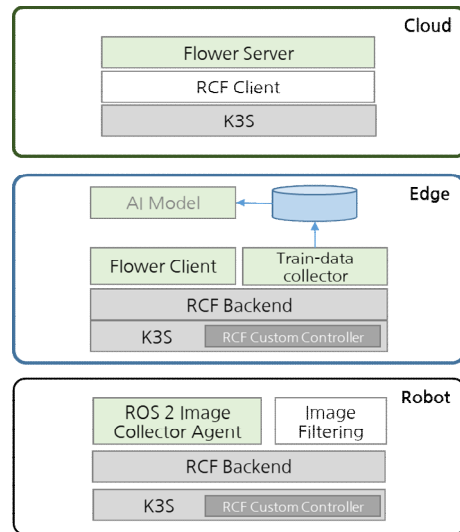 Cloud
Flower Server
RCF Client
K3S
Edge
AI Model
Flower Client
Train-data
collector
RCF Backend
K3S
RCF Custom Controller
Robot
ROS 2 Image
Collector Agent
Image
Filtering
RCF Backend
K3S
RCF Custom Controller